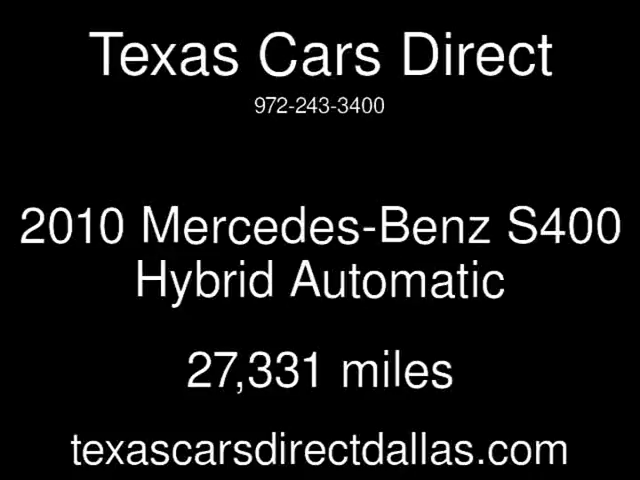 Texas Cars Direct
972-243-3400
2010 Mercedes-Benz S400
Hybrid Automatic
27,331 miles
texascarsdirectdallas.com